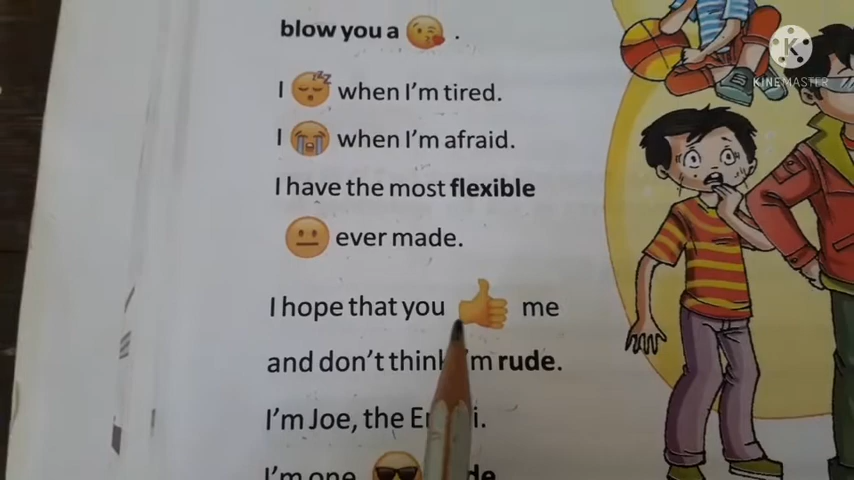 blow you a 😘 .
K
KINEMASTER
I 😴 when I'm tired.
I 😭 when I'm afraid.
I have the most flexible
😐 ever made.
I hope that you 👍 me
and don't think I'm rude.
I'm Joe, the
I'm one 😎